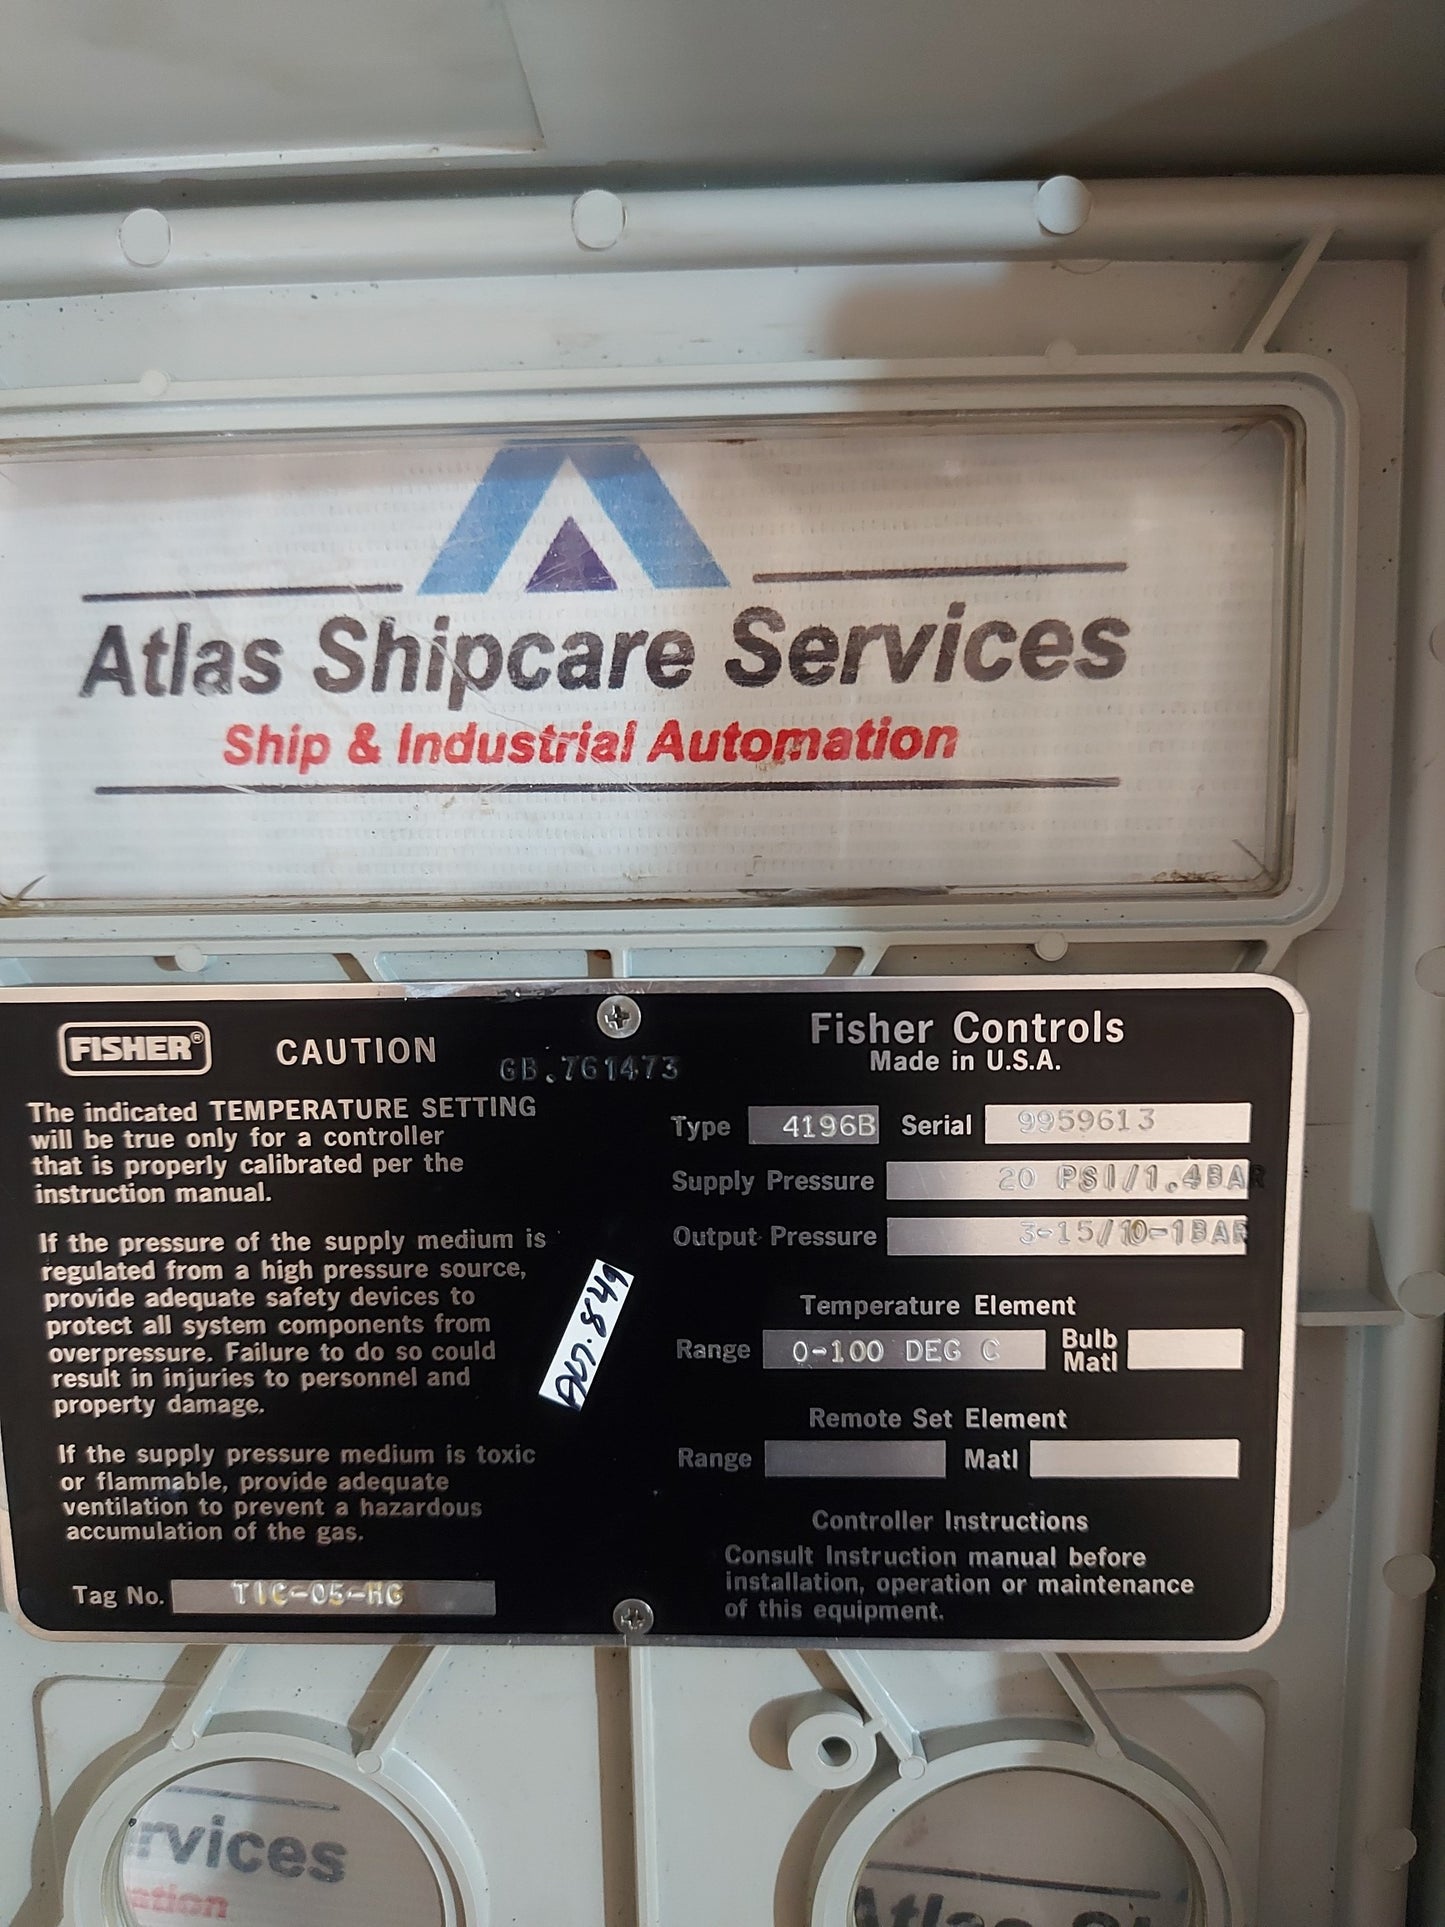 Atlas Shipcare Services
Ship & Industrial Automation
FISHER®
CAUTION
GB.761473
The indicated TEMPERATURE SETTING
will be true only for a controller
that is properly calibrated per the
instruction manual.
If the pressure of the supply medium is
regulated from a high pressure source,
provide adequate safety devices to
protect all system components from
overpressure. Failure to do so could
result in injuries to personnel and
property damage.
If the supply pressure medium is toxic
or flammable, provide adequate
ventilation to prevent a hazardous
accumulation of the gas.
Tag No. TIC-05-HG
Fisher Controls
Made in U.S.A.
Type 4196B Serial 9959613
Supply Pressure 20 PSI/1.4BAR
Output Pressure 3-15/10-1BAR
Temperature Element
Range 0-100 DEG C Bulb
Matl
Remote Set Element
Range Matl
Controller Instructions
Consult Instruction manual before
installation, operation or maintenance
of this equipment.
rvices
ation